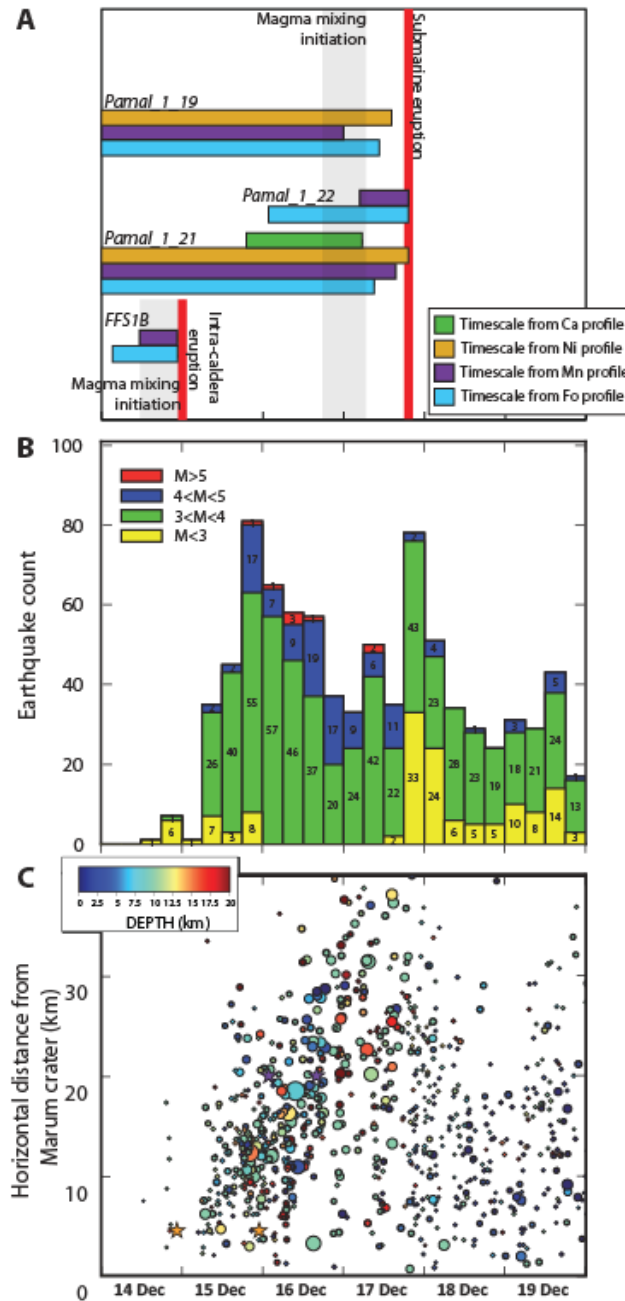 A
Magma mixing
initiation
Submarine eruption
Pamal_1_19
Pamal_1_22
Pamal_1_21
FFS1B
Intra-caldera
eruption
Magma mixing
initiation
Timescale from Ca profile
Timescale from Ni profile
Timescale from Mn profile
Timescale from Fo profile
B
100
80
60
40
20
0
Earthquake count
M>5
4<M<5
3<M<4
M<3
6
2
26
7
40
3
17
55
8
7
57
3
9
46
19
37
17
20
9
24
2
6
42
11
22
2
2
43
33
4
23
24
28
6
23
5
19
5
3
18
10
21
8
5
24
14
13
3
C
0 2.5 5 7.5 10 12.5 15 17.5 20
DEPTH (km)
30
20
10
0
Horizontal distance from
Marum crater (km)
14 Dec 15 Dec 16 Dec 17 Dec 18 Dec 19 Dec